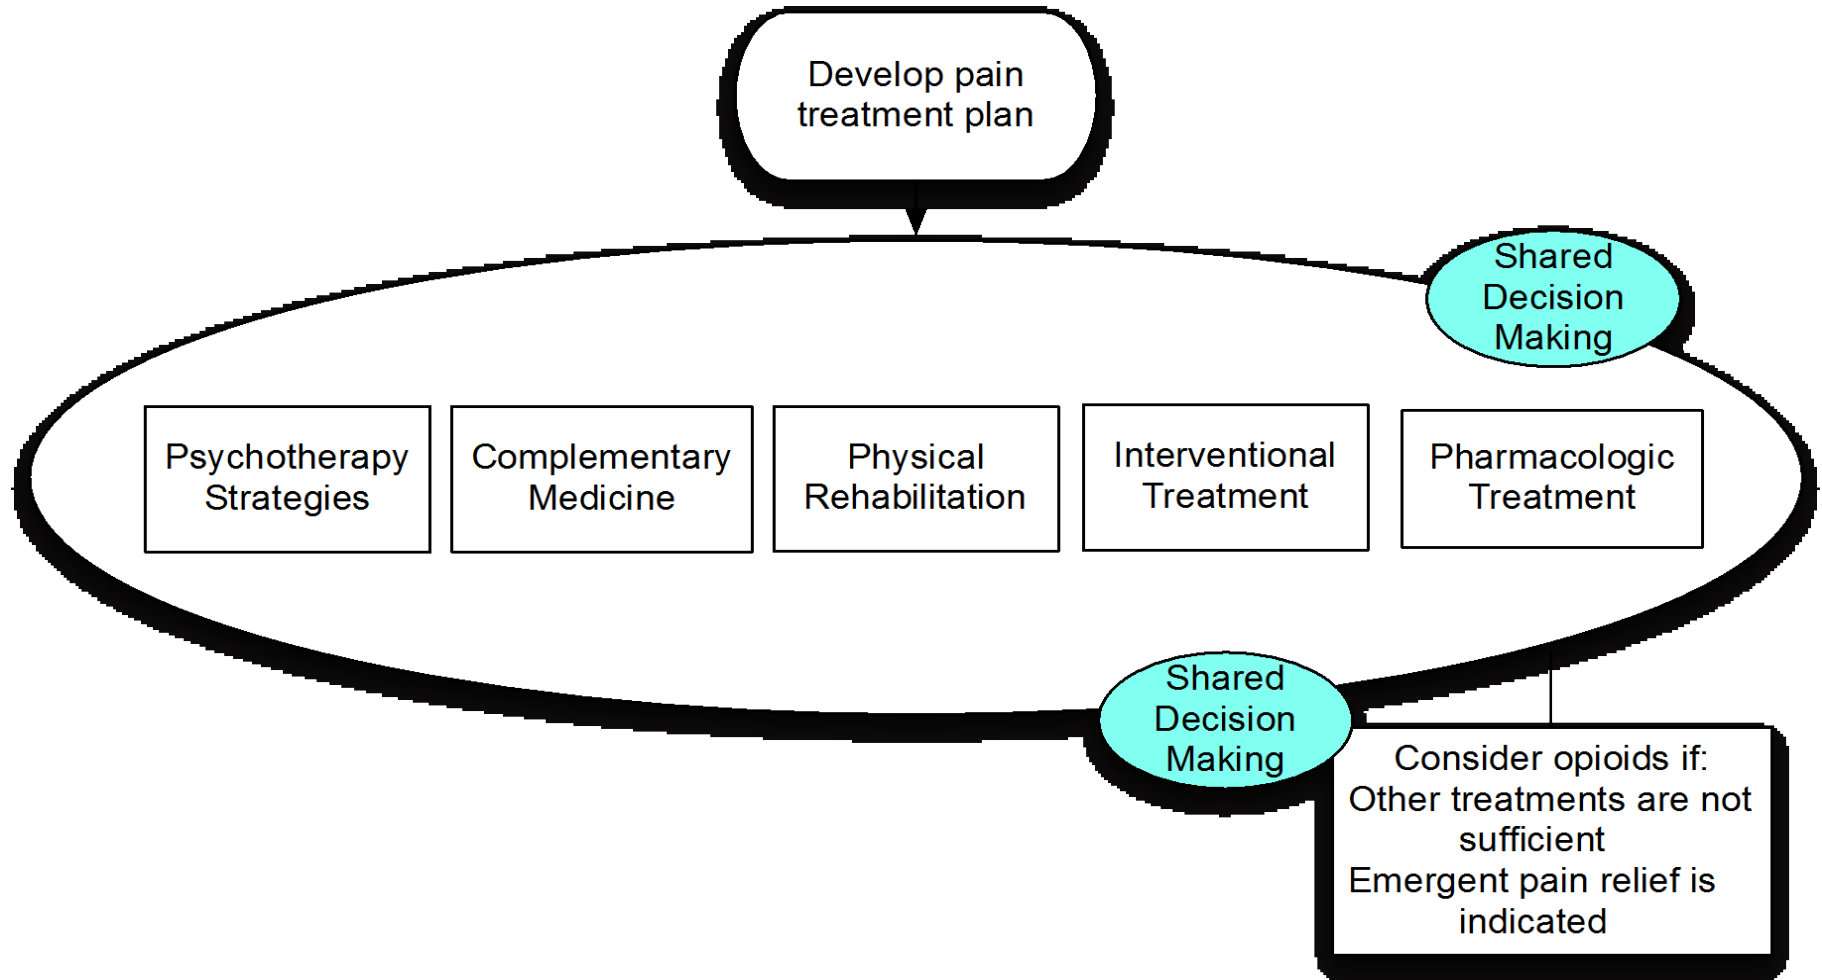 Develop pain
treatment plan
Shared
Decision
Making
Psychotherapy
Strategies
Complementary
Medicine
Physical
Rehabilitation
Interventional
Treatment
Pharmacologic
Treatment
Shared
Decision
Making
Consider opioids if:
Other treatments are not
sufficient
Emergent pain relief is
indicated